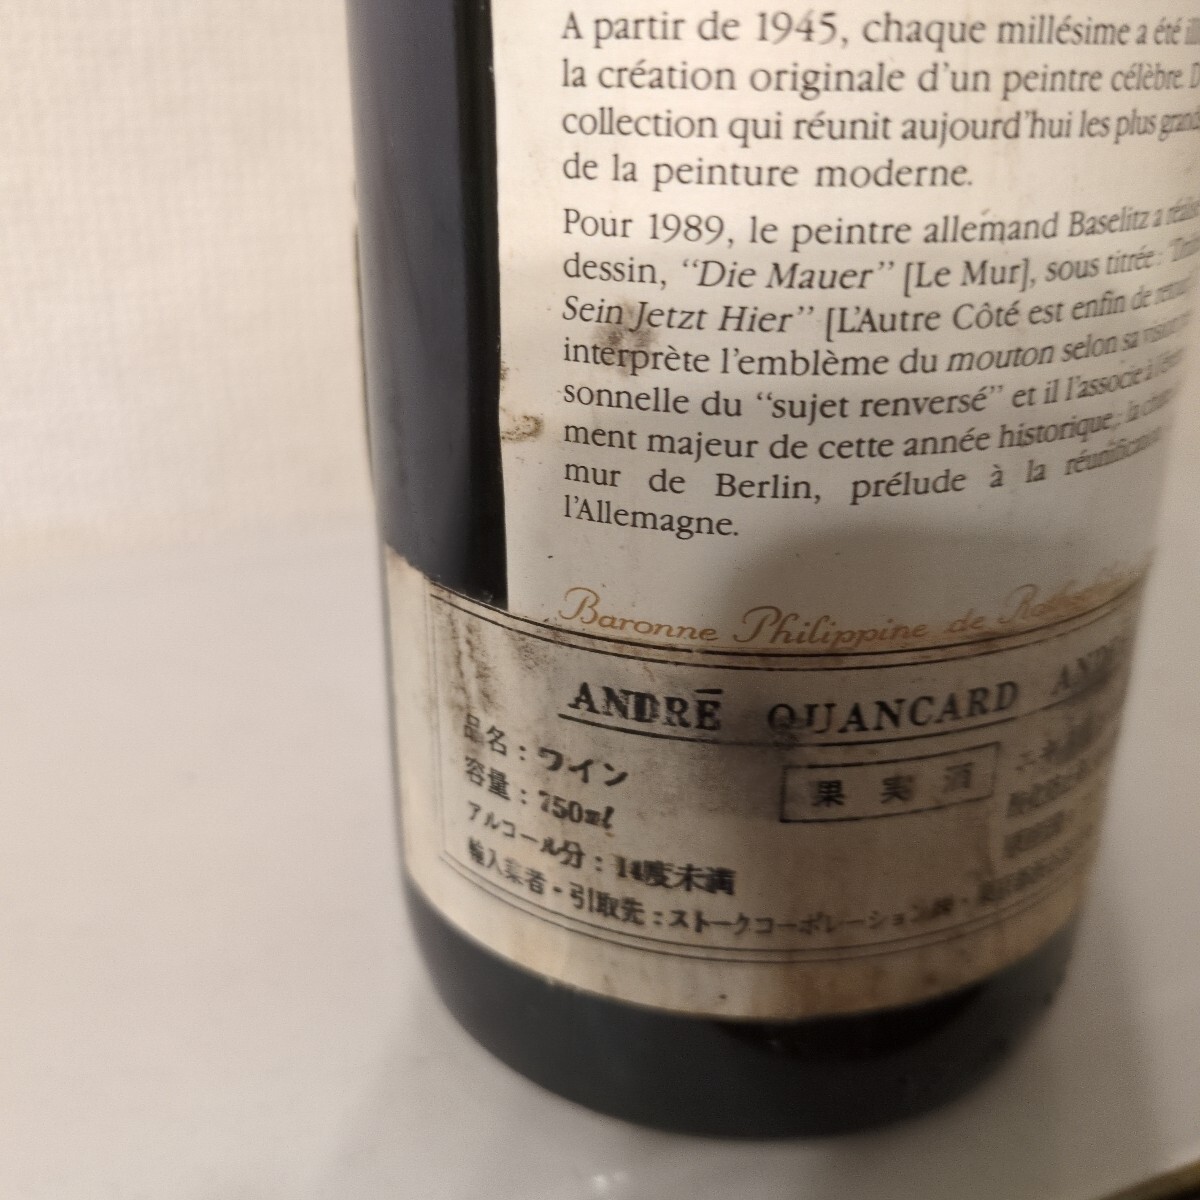 A partir de 1945, chaque millésime a été
la création originale d'un peintre célèbre.
collection qui réunit aujourd'hui les plus grands
de la peinture moderne.
Pour 1989, le peintre allemand Baselitz a
dessin, “Die Mauer” [Le Mur], sous titrée :
Sein Jetzt Hier” [L'Autre Côté est enfin de
interprète l'emblème du mouton selon sa
sonnelle du “sujet renversé” et il l'associe à
ment majeur de cette année historique,
mur de Berlin, prélude à la
l'Allemagne.
Baronne Philippine de
ANDRÉ QUANCARD
品名：ワイン
果実酒
容量：750ml
アルコール分：14度未満
輸入業者・引取先：ストークコーポレーション